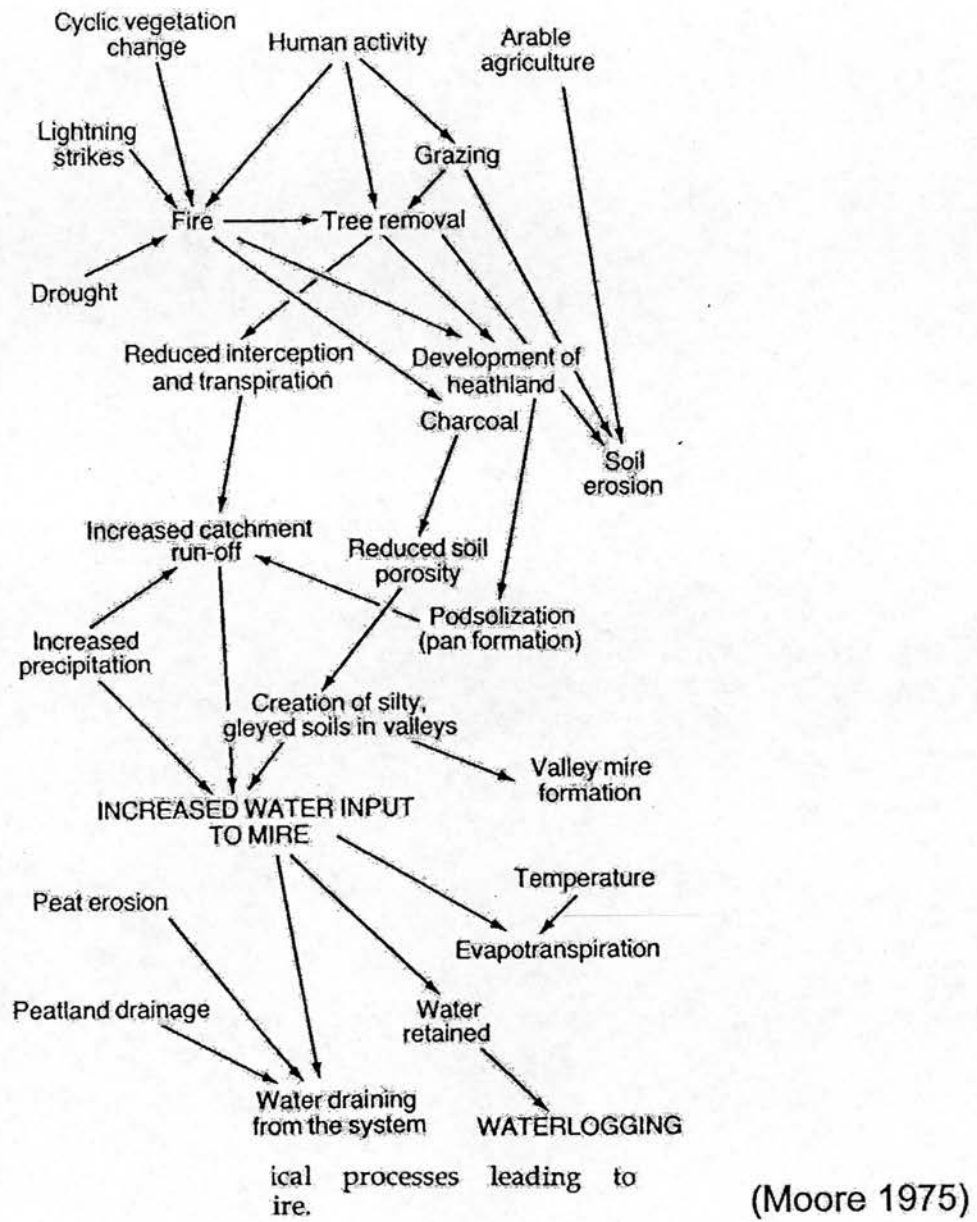 Cyclic vegetation
change
Human activity
Arable
agriculture
Lightning
strikes
Grazing
Fire
Tree removal
Drought
Reduced interception
and transpiration
Development of
heathland
Charcoal
Soil
erosion
Increased catchment
run-off
Reduced soil
porosity
Podsolization
(pan formation)
Increased
precipitation
Creation of silty,
gleyed soils in valleys
Valley mire
formation
INCREASED WATER INPUT
TO MIRE
Temperature
Peat erosion
Evapotranspiration
Peatland drainage
Water
retained
Water draining
from the system
WATERLOGGING
ical processes leading to
ire.
(Moore 1975)